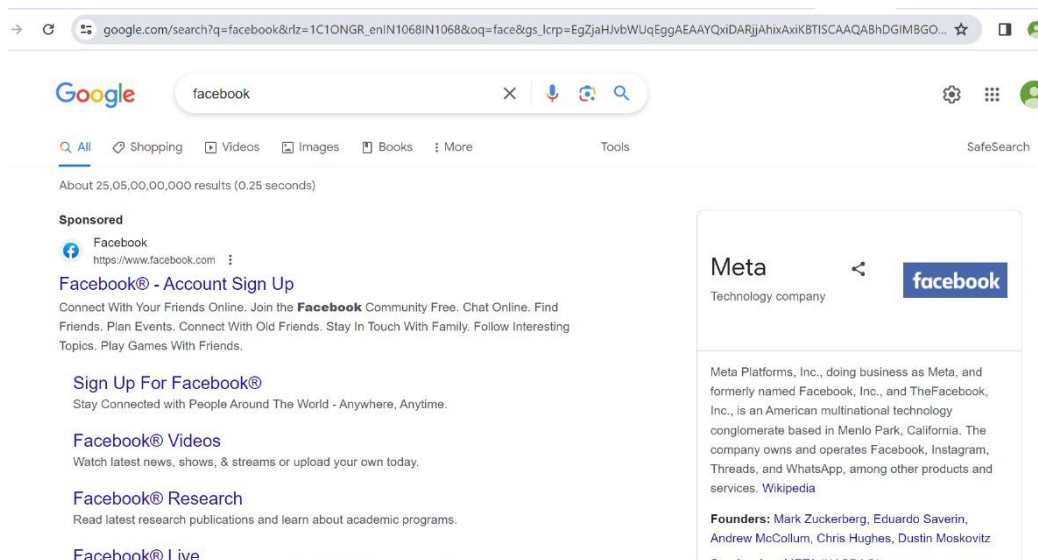 google.com/search?q=facebook&rlz=1C1ONGR_enIN1068IN1068&oq=face&gs_lcrp=EgZjaHJvbWUqEggAEAAYQxiDARjjAhixAxiKBTISCAAQABhDGIMBGO...
Google
facebook
All Shopping Videos Images Books More Tools SafeSearch
About 25,05,00,00,000 results (0.25 seconds)
Sponsored
Facebook
https://www.facebook.com
Facebook® - Account Sign Up
Connect With Your Friends Online. Join the Facebook Community Free. Chat Online. Find
Friends. Plan Events. Connect With Old Friends. Stay In Touch With Family. Follow Interesting
Topics. Play Games With Friends.
Sign Up For Facebook®
Stay Connected with People Around The World - Anywhere, Anytime.
Facebook® Videos
Watch latest news, shows, & streams or upload your own today.
Facebook® Research
Read latest research publications and learn about academic programs.
Facebook® Live
Meta
Technology company
facebook
Meta Platforms, Inc., doing business as Meta, and
formerly named Facebook, Inc., and TheFacebook,
Inc., is an American multinational technology
conglomerate based in Menlo Park, California. The
company owns and operates Facebook, Instagram,
Threads, and WhatsApp, among other products and
services. Wikipedia
Founders: Mark Zuckerberg, Eduardo Saverin,
Andrew McCollum, Chris Hughes, Dustin Moskovitz